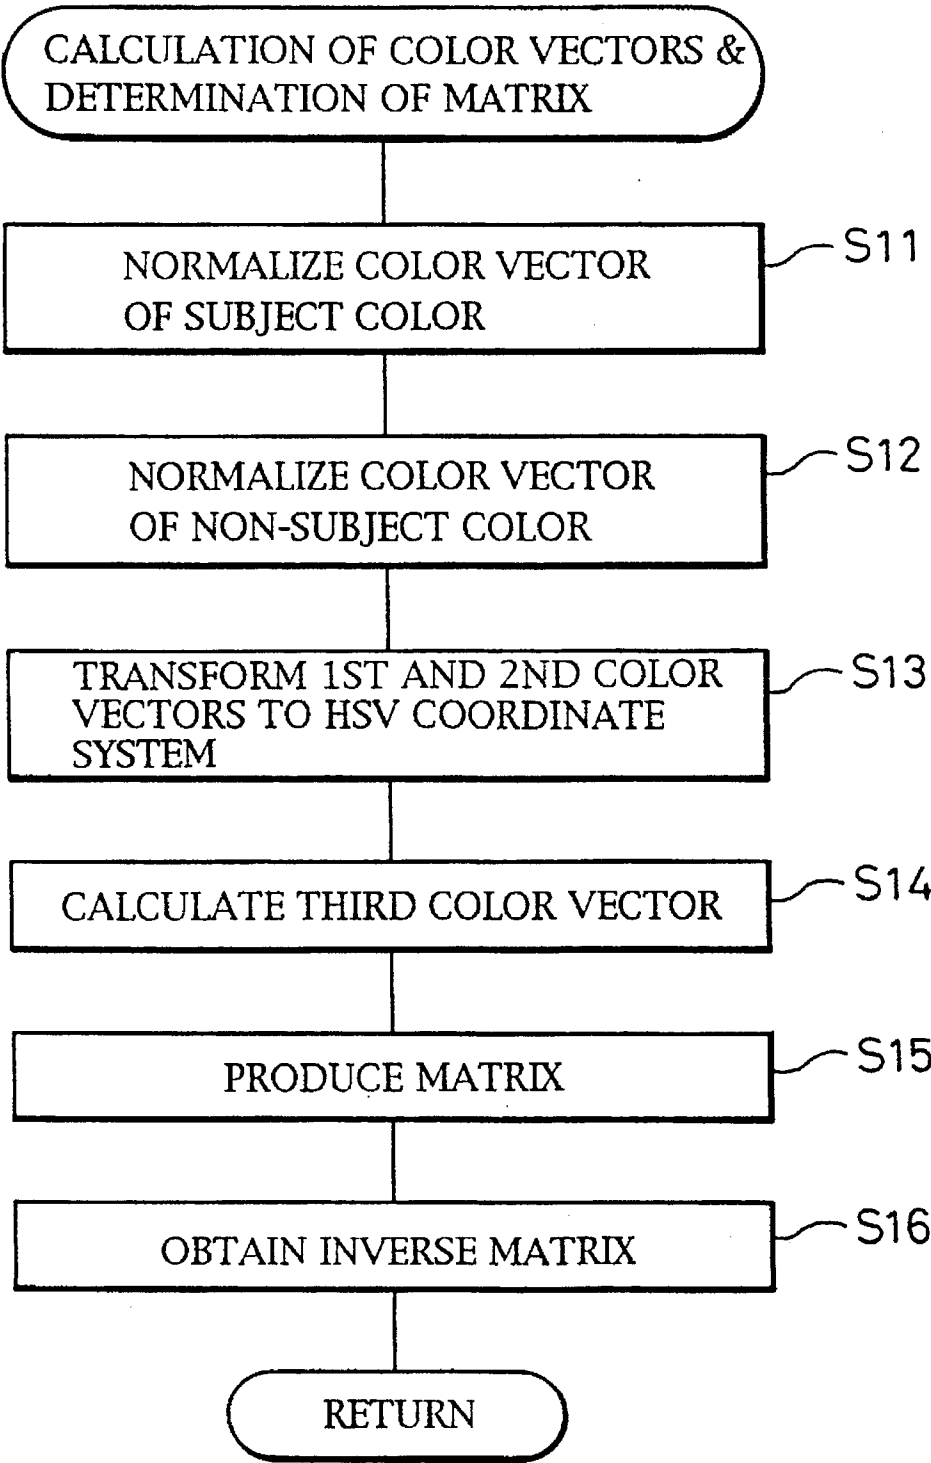 CALCULATION OF COLOR VECTORS &
DETERMINATION OF MATRIX
S11
NORMALIZE COLOR VECTOR
OF SUBJECT COLOR
S12
NORMALIZE COLOR VECTOR
OF NON-SUBJECT COLOR
S13
TRANSFORM 1ST AND 2ND COLOR
VECTORS TO HSV COORDINATE
SYSTEM
S14
CALCULATE THIRD COLOR VECTOR
S15
PRODUCE MATRIX
S16
OBTAIN INVERSE MATRIX
RETURN